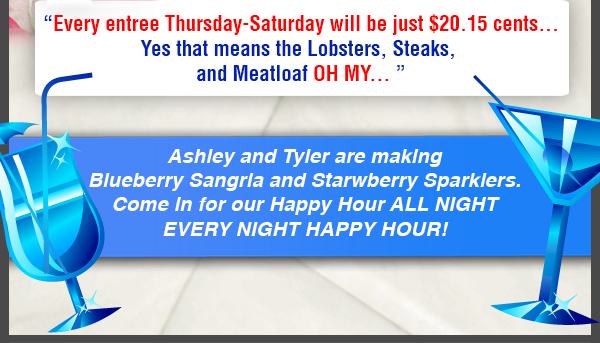 “Every entree Thursday-Saturday will be just $20.15 cents…
Yes that means the Lobsters, Steaks,
and Meatloaf OH MY… ”
Ashley and Tyler are making
Blueberry Sangria and Starwberry Sparklers.
Come in for our Happy Hour ALL NIGHT
EVERY NIGHT HAPPY HOUR!